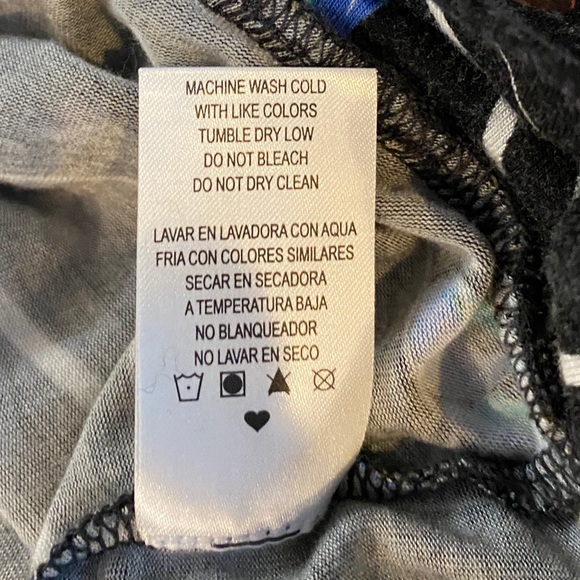 MACHINE WASH COLD
WITH LIKE COLORS
TUMBLE DRY LOW
DO NOT BLEACH
DO NOT DRY CLEAN
LAVAR EN LAVADORA CON AQUA
FRIA CON COLORES SIMILARES
SECAR EN SECADORA
A TEMPERATURA BAJA
NO BLANQUEADOR
NO LAVAR EN SECO